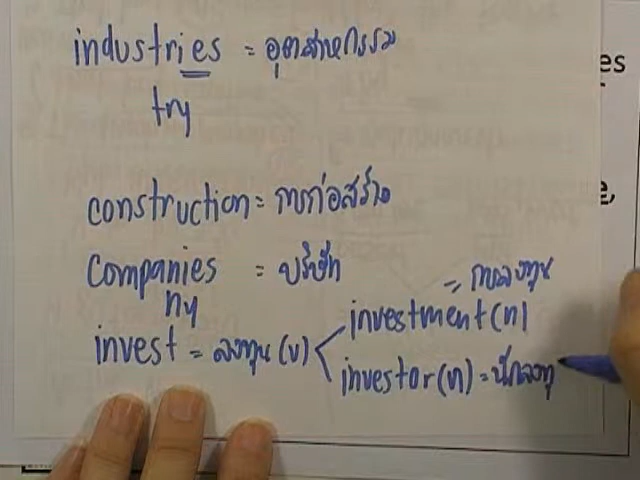 industries = อุตสาหกรรม
try
construction = การก่อสร้าง
companies = บริษัท
ny
= การลงทุน
investment (n)
invest = ลงทุน (v)
investor (n) = นักลงทุ
es
e,